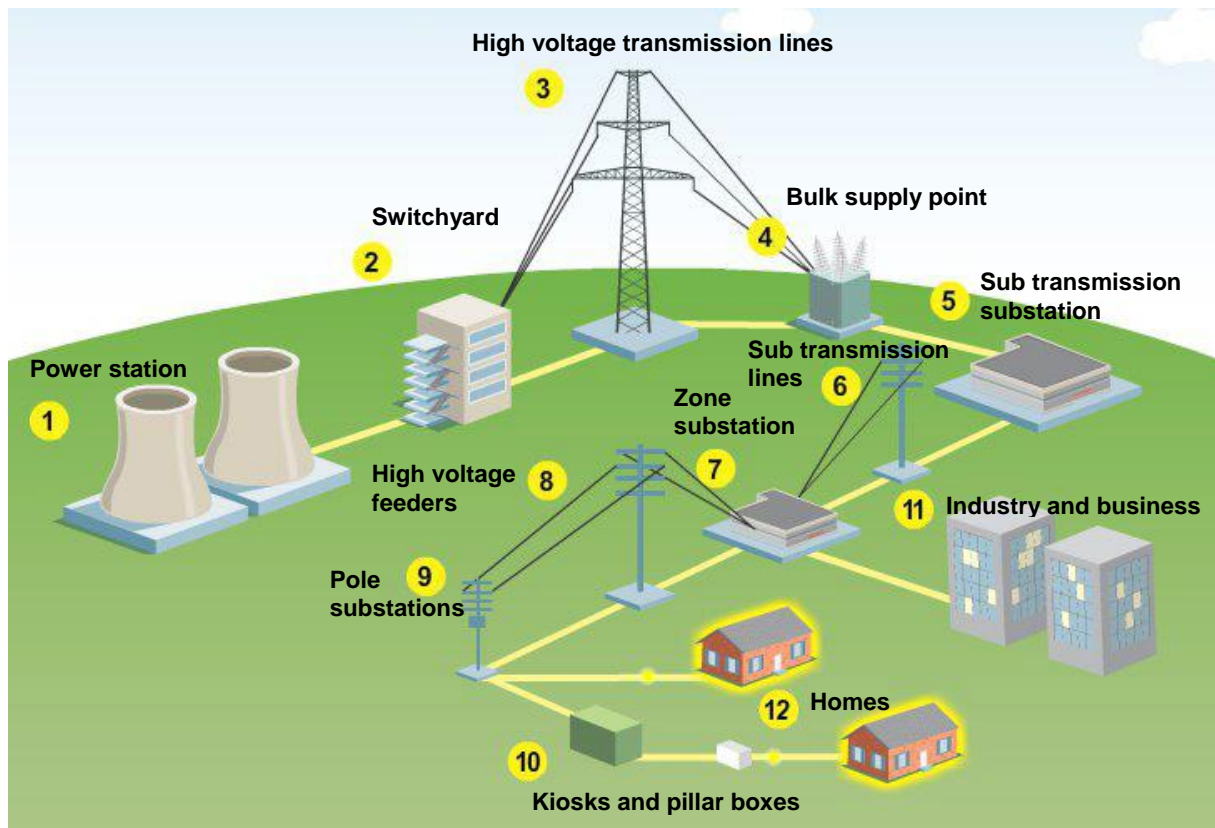 High voltage transmission lines
3
Bulk supply point
4
Switchyard
2
5
Sub transmission
substation
Power station
1
Sub transmission
lines
6
Zone
substation
7
High voltage
feeders
8
11
Industry and business
Pole
substations
9
12
Homes
10
Kiosks and pillar boxes